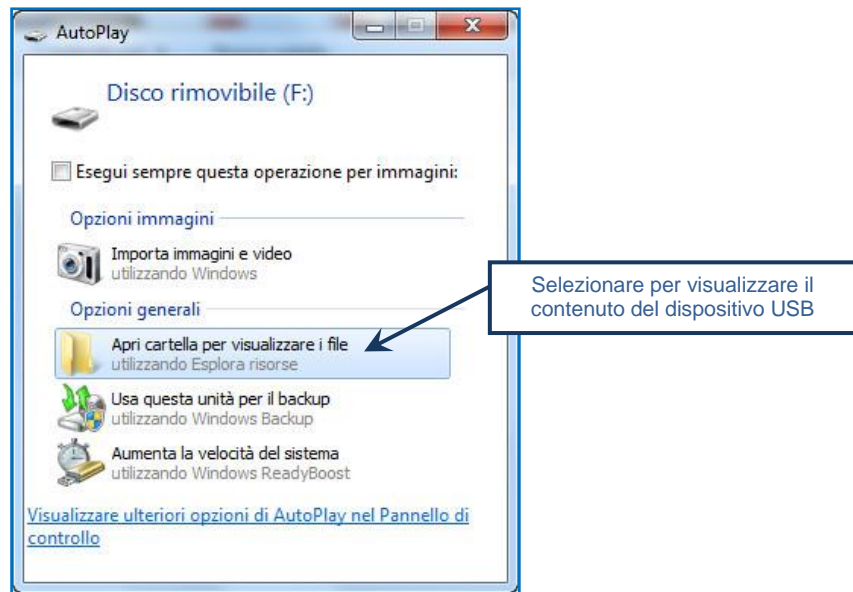 AutoPlay
Disco rimovibile (F:)
Esegui sempre questa operazione per immagini:
Opzioni immagini
Importa immagini e video
utilizzando Windows
Opzioni generali
Apri cartella per visualizzare i file
utilizzando Esplora risorse
Usa questa unità per il backup
utilizzando Windows Backup
Aumenta la velocità del sistema
utilizzando Windows ReadyBoost
Visualizzare ulteriori opzioni di AutoPlay nel Pannello di
controllo
Selezionare per visualizzare il
contenuto del dispositivo USB